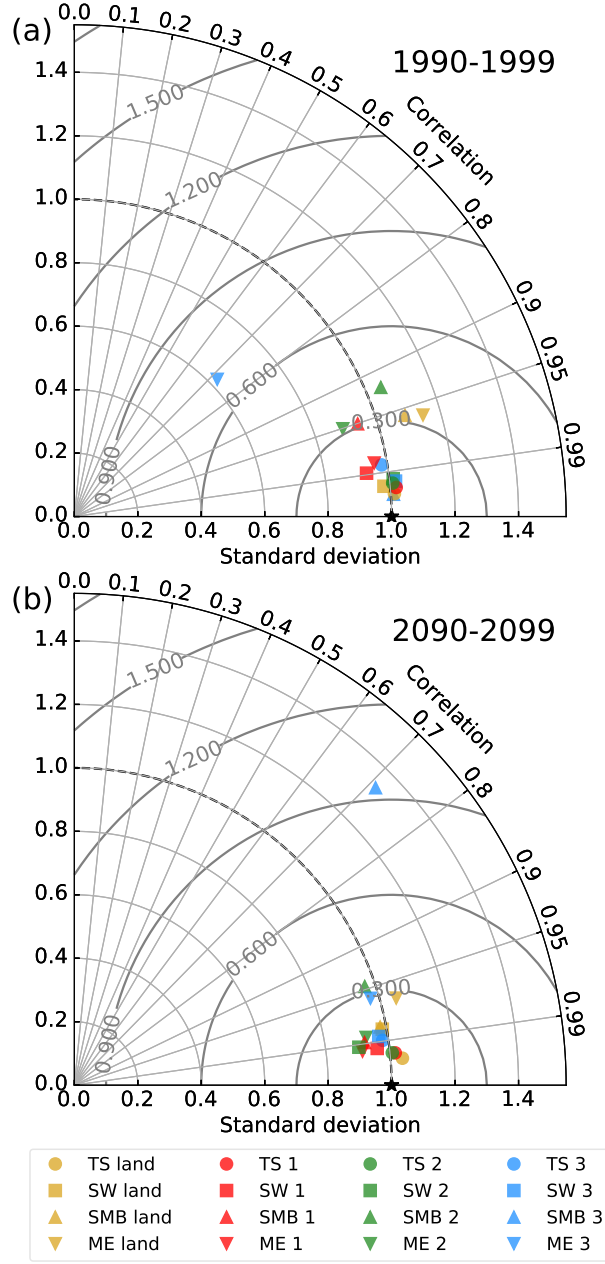 (a)
1990-1999
0.0 0.1 0.2 0.3 0.4 0.5 0.6 0.7 0.8 0.9 0.95 0.99
Correlation
1.4
1.2
1.0
0.8
0.6
0.4
0.2
0.0
1.500
1.200
0.600
0.300
0.900
0.2 0.4 0.6 0.8 1.0 1.2 1.4
Standard deviation
(b)
2090-2099
0.0 0.1 0.2 0.3 0.4 0.5 0.6 0.7 0.8 0.9 0.95 0.99
Correlation
1.4
1.2
1.0
0.8
0.6
0.4
0.2
0.0
1.500
1.200
0.600
0.300
0.900
0.0 0.2 0.4 0.6 0.8 1.0 1.2 1.4
Standard deviation
TS land TS 1 TS 2 TS 3
SW land SW 1 SW 2 SW 3
SMB land SMB 1 SMB 2 SMB 3
ME land ME 1 ME 2 ME 3